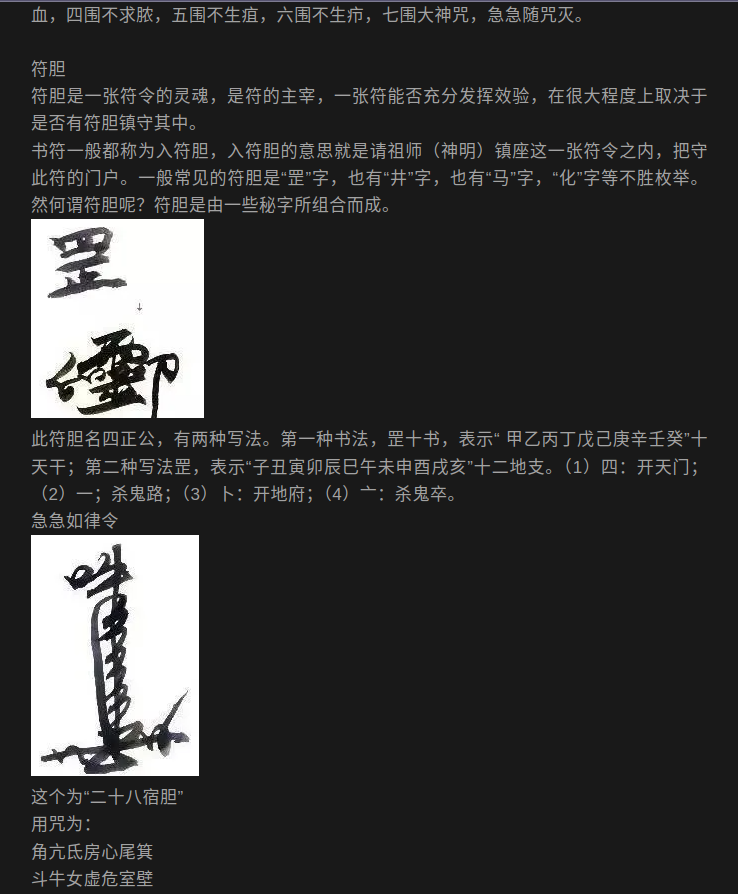 血，四围不求脓，五围不生疽，六围不生疖，七围大神咒，急急随咒灭。
符胆
符胆是一张符令的灵魂，是符的主宰，一张符能否充分发挥效验，在很大程度上取决于
是否有符胆镇守其中。
书符一般都称为入符胆，入符胆的意思就是请祖师（神明）镇座这一张符令之内，把守
此符的门户。一般常见的符胆是“罡”字，也有“井”字，也有“马”字，“化”字等不胜枚举。
然何谓符胆呢？符胆是由一些秘字所组合而成。
罡
↓
此符胆名四正公，有两种写法。第一种书法，罡十书，表示“ 甲乙丙丁戊己庚辛壬癸”十
天干；第二种写法罡，表示“子丑寅卯辰巳午未申酉戌亥”十二地支。（1）四：开天门；
（2）一；杀鬼路；（3）卜：开地府；（4）亠：杀鬼卒。
急急如律令
这个为“二十八宿胆”
用咒为：
角亢氐房心尾箕
斗牛女虚危室壁